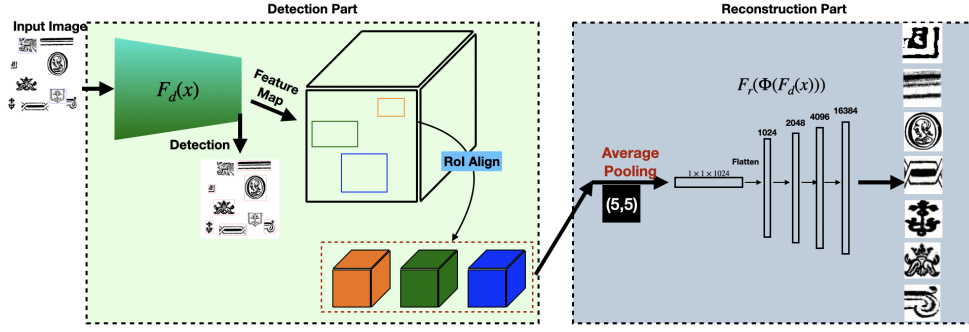 Detection Part
Reconstruction Part
Input Image
F_d(x)
Feature
Map
Detection
RoI Align
F_r(Φ(F_d(x)))
Average
Pooling
(5,5)
1 × 1 × 1024
Flatten
1024
2048
4096
16384